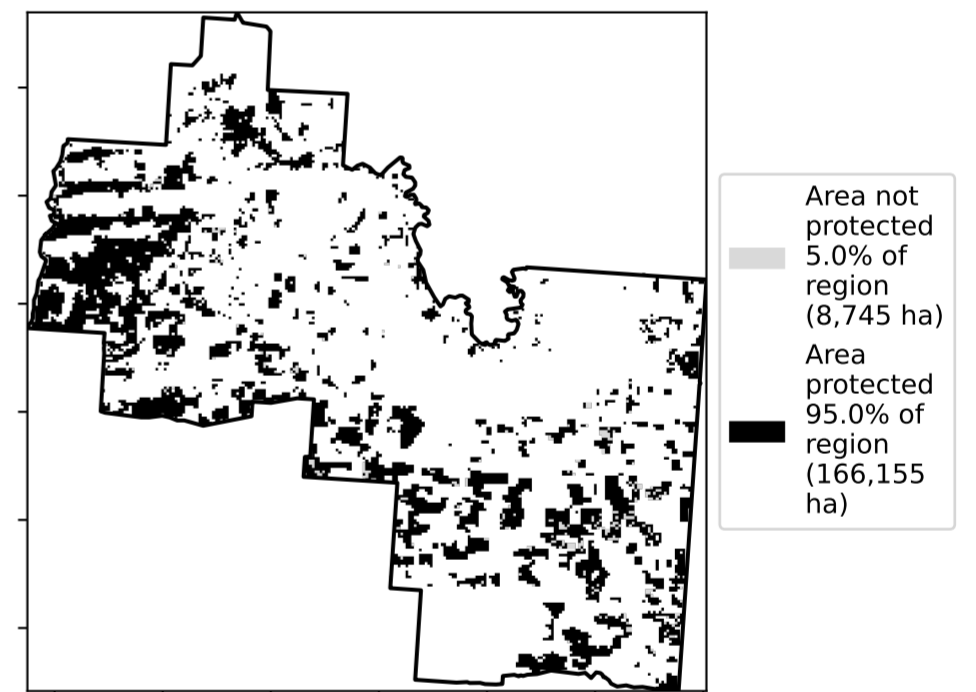 Area not
protected
5.0% of
region
(8,745 ha)
Area
protected
95.0% of
region
(166,155
ha)